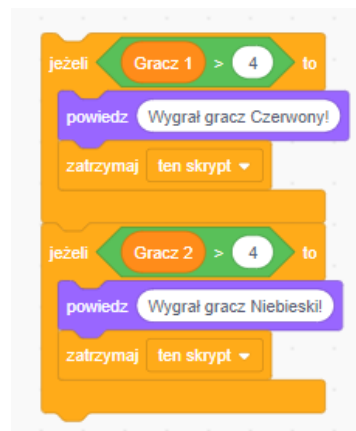 jeżeli Gracz 1 > 4 to
powiedz Wygrał gracz Czerwony!
zatrzymaj ten skrypt
jeżeli Gracz 2 > 4 to
powiedz Wygrał gracz Niebieski!
zatrzymaj ten skrypt